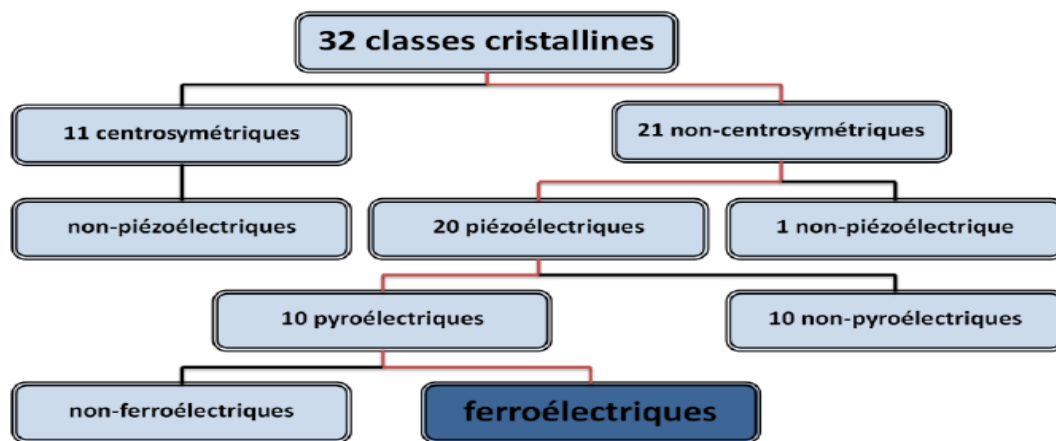 32 classes cristallines
11 centrosymétriques
21 non-centrosymétriques
non-piézoélectriques
20 piézoélectriques
1 non-piézoélectrique
10 pyroélectriques
10 non-pyroélectriques
non-ferroélectriques
ferroélectriques